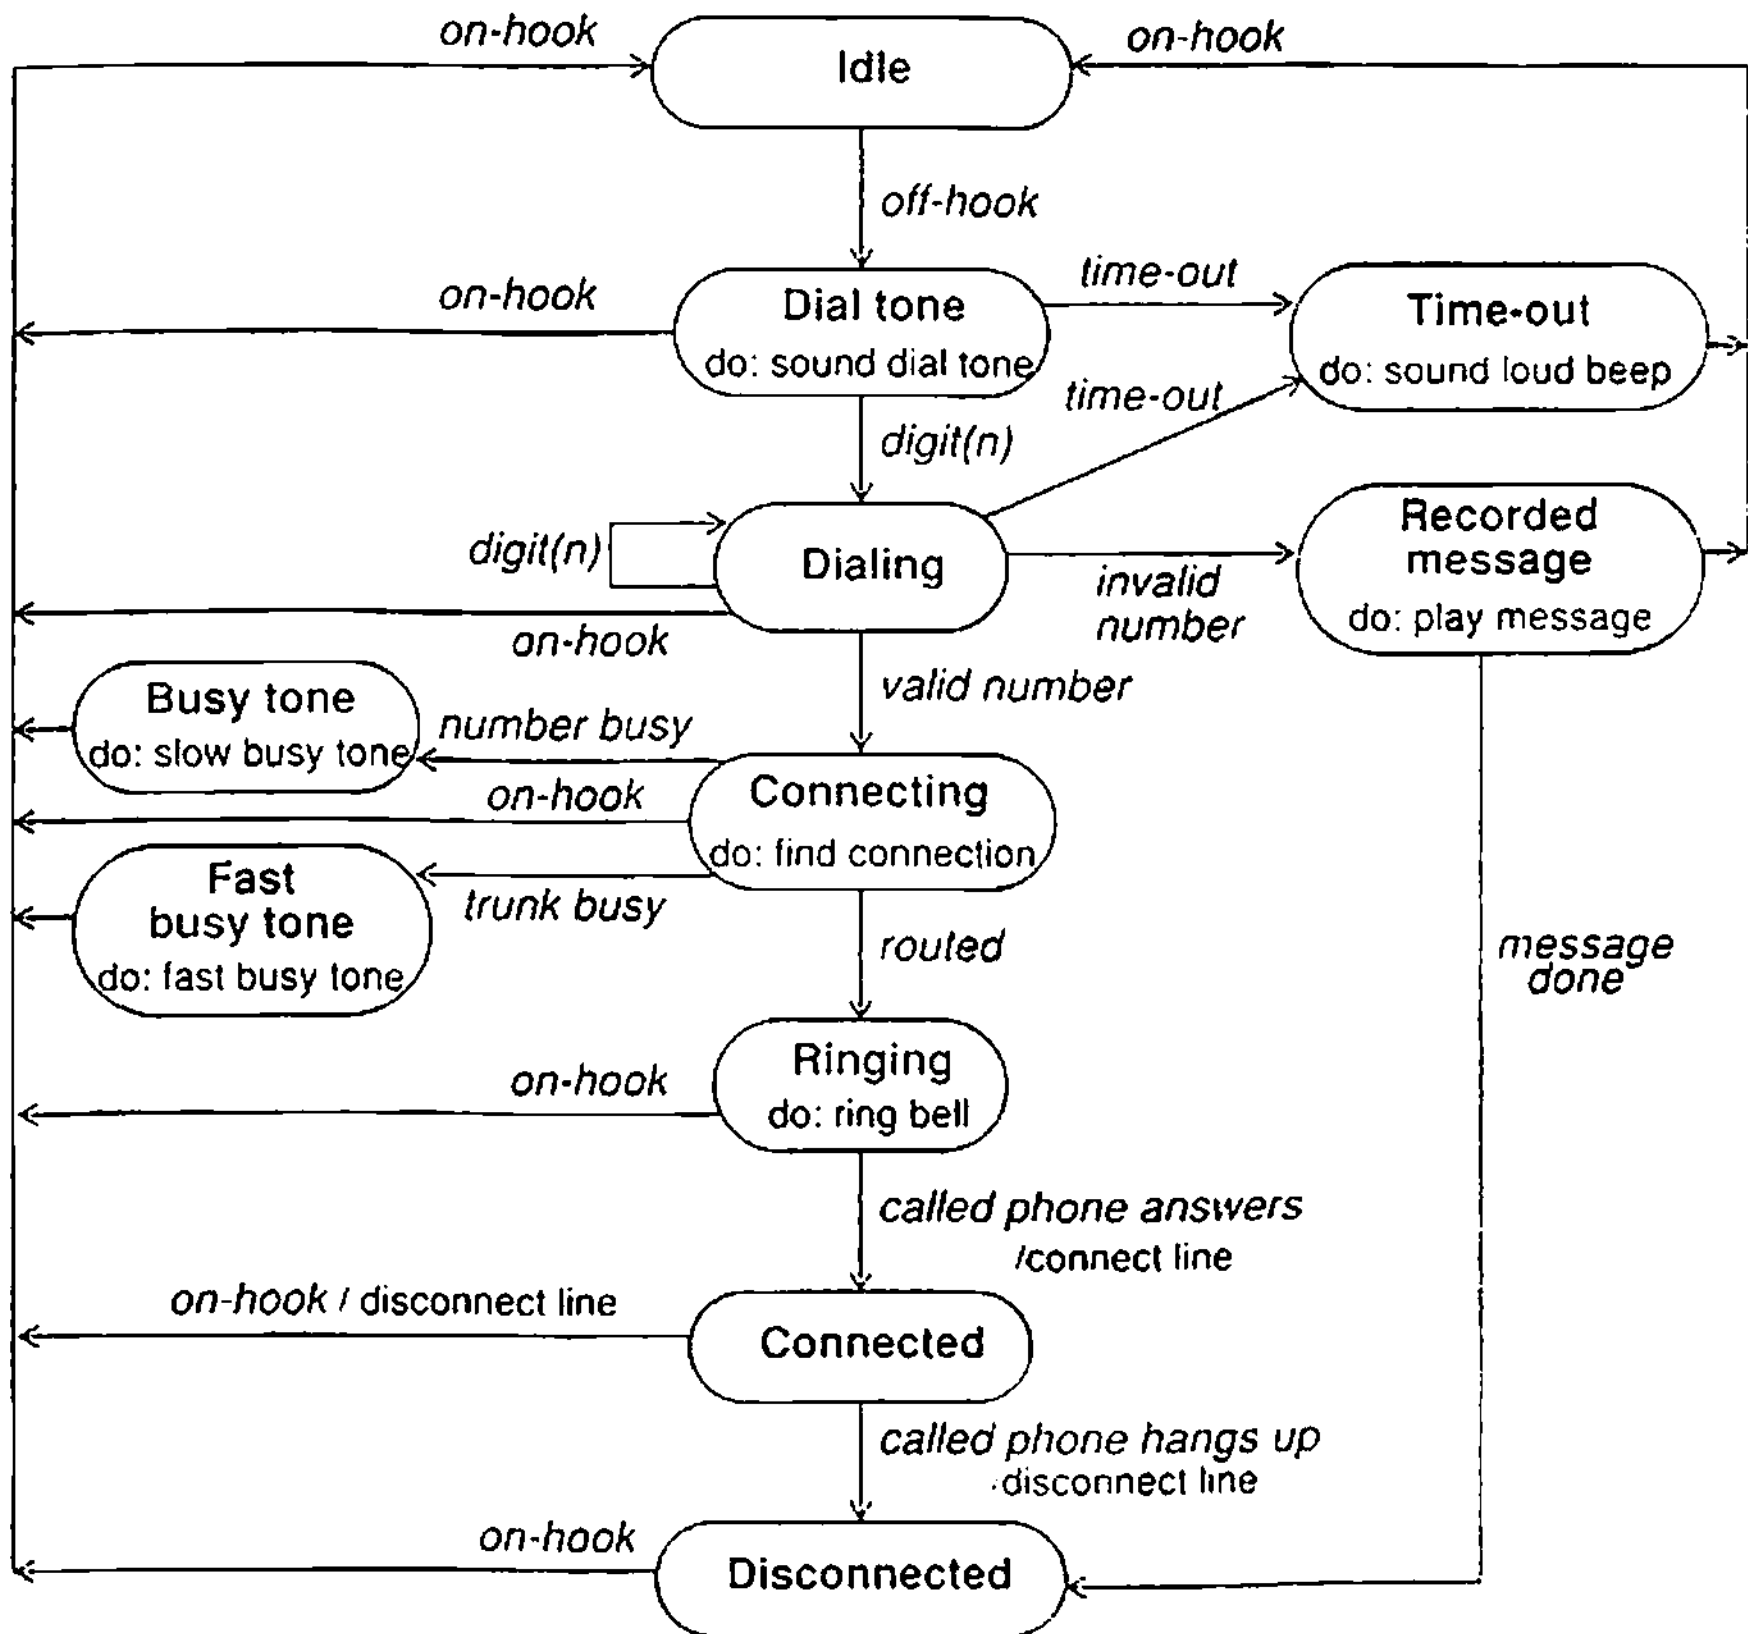 on-hook
Idle
on-hook
off-hook
on-hook
Dial tone
do: sound dial tone
time-out
Time-out
do: sound loud beep
time-out
digit(n)
digit(n)
Dialing
Recorded
message
do: play message
invalid
number
on-hook
valid number
Busy tone
do: slow busy tone
number busy
on-hook
Connecting
do: find connection
Fast
busy tone
do: fast busy tone
trunk busy
routed
message
done
Ringing
do: ring bell
on-hook
called phone answers
/connect line
on-hook / disconnect line
Connected
called phone hangs up
disconnect line
on-hook
Disconnected